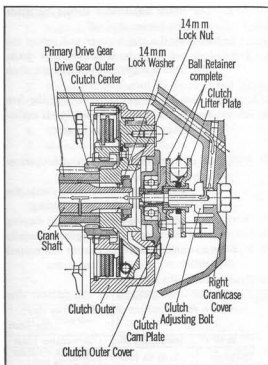 14mm
Lock Nut
Primary Drive Gear
14mm
Lock Washer
Ball Retainer
complete
Drive Gear Outer
Clutch Center
Clutch
Lifter Plate
Crank
Shaft
Right
Crankcase
Cover
Clutch Outer
Clutch
Adjusting Bolt
Clutch
Cam Plate
Clutch Outer Cover